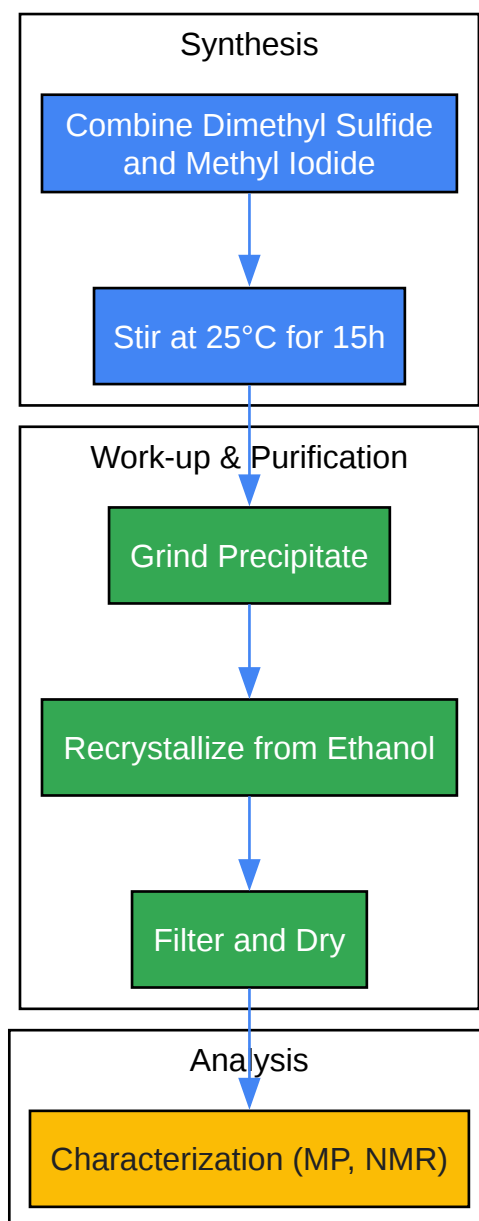 Synthesis
Combine Dimethyl Sulfide
and Methyl Iodide
Stir at 25°C for 15h
Work-up & Purification
Grind Precipitate
Recrystallize from Ethanol
Filter and Dry
Analysis
Characterization (MP, NMR)